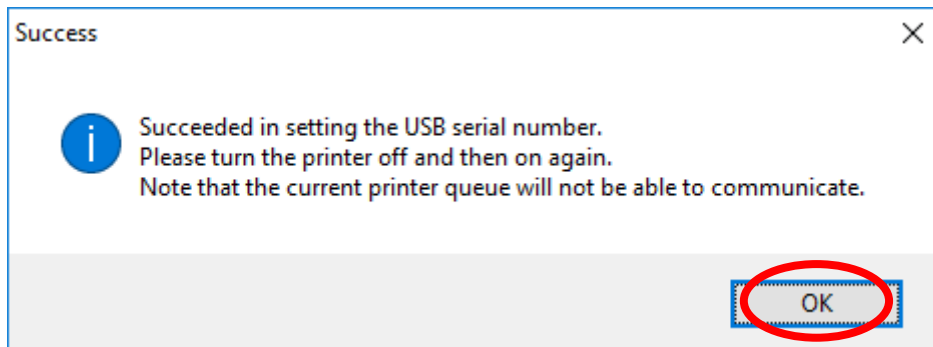 Success
Succeeded in setting the USB serial number.
Please turn the printer off and then on again.
Note that the current printer queue will not be able to communicate.
OK